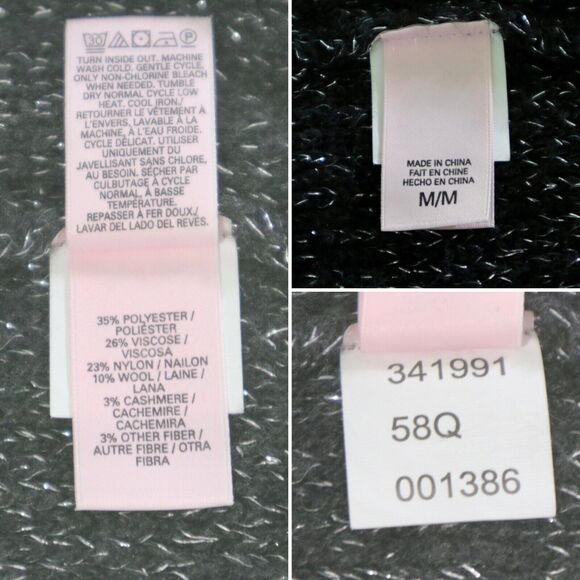 30 P
TURN INSIDE OUT. MACHINE
WASH COLD. GENTLE CYCLE.
ONLY NON-CHLORINE BLEACH
WHEN NEEDED. TUMBLE
DRY NORMAL CYCLE LOW
HEAT. COOL IRON./
RETOURNER LE VÊTEMENT À
L'ENVERS. LAVABLE À LA
MACHINE, À L'EAU FROIDE.
CYCLE DÉLICAT. UTILISER
UNIQUEMENT DU
JAVELLISANT SANS CHLORE,
AU BESOIN. SÉCHER PAR
CULBUTAGE À CYCLE
NORMAL, À BASSE
TEMPÉRATURE.
REPASSER À FER DOUX./
LAVAR DEL LADO DEL REVÉS.
35% POLYESTER /
POLIÉSTER
26% VISCOSE /
VISCOSA
23% NYLON / NAILON
10% WOOL / LAINE /
LANA
3% CASHMERE /
CACHEMIRE /
CACHEMIRA
3% OTHER FIBER /
AUTRE FIBRE / OTRA
FIBRA
MADE IN CHINA
FAIT EN CHINE
HECHO EN CHINA
M/M
341991
58Q
001386